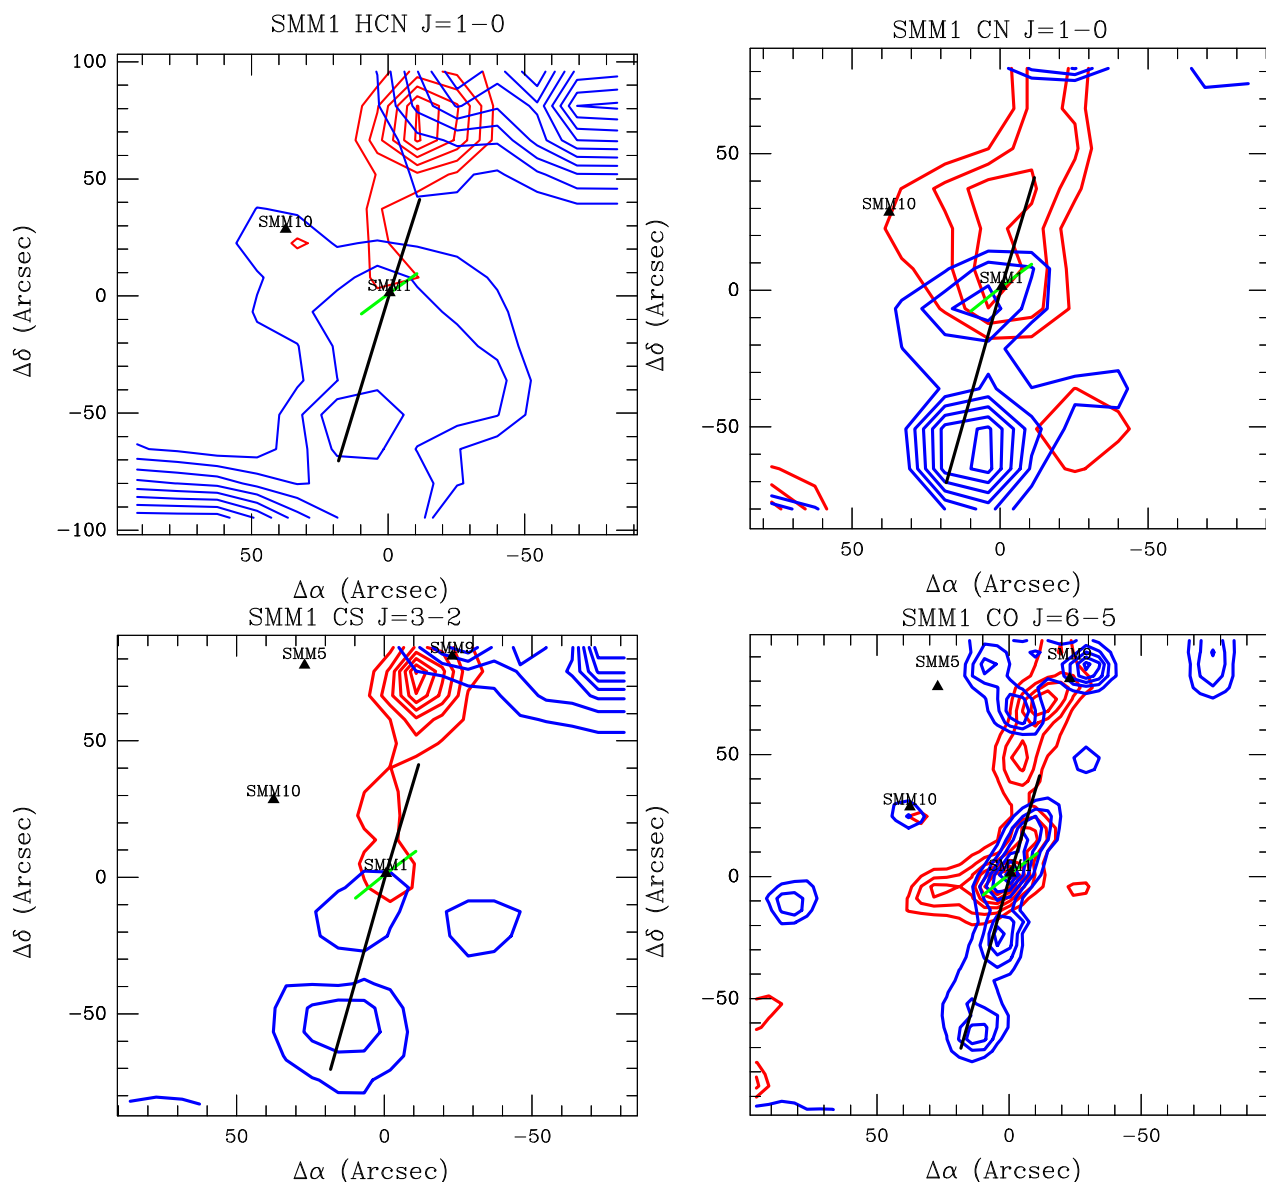 SMM1 HCN J=1−0
100
50
0
−50
−100
Δδ (Arcsec)
SMM10
SMM1
50 0 −50
Δα (Arcsec)
SMM1 CN J=1−0
50
0
−50
Δδ (Arcsec)
SMM10
SMM1
50 0 −50
Δα (Arcsec)
SMM1 CS J=3−2
50
0
−50
Δδ (Arcsec)
SMM5
SMM9
SMM10
SMM1
50 0 −50
Δα (Arcsec)
SMM1 CO J=6−5
50
0
−50
Δδ (Arcsec)
SMM5
SMM9
SMM10
SMM1
50 0 −50
Δα (Arcsec)